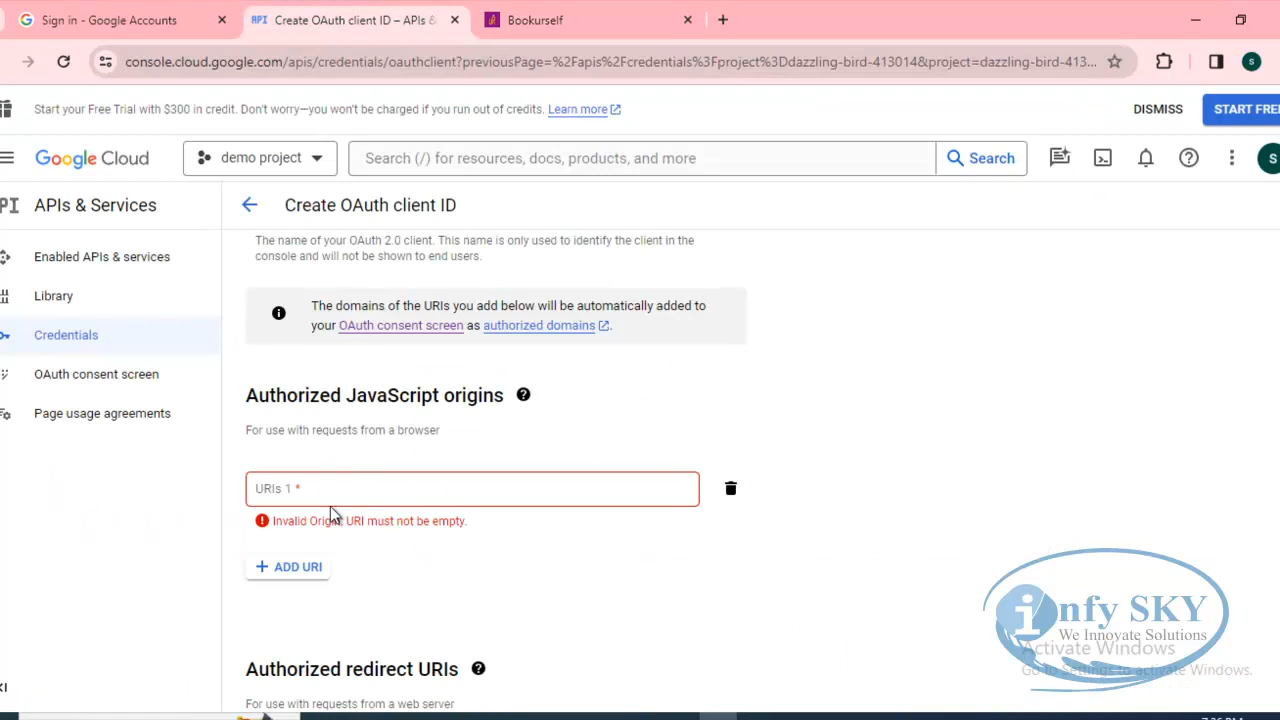 Sign in - Google Accounts
API Create OAuth client ID – APIs &
Bookurself
console.cloud.google.com/apis/credentials/oauthclient?previousPage=%2Fapis%2Fcredentials%3Fproject%3Ddazzling-bird-413014&project=dazzling-bird-413...
S
Start your Free Trial with $300 in credit. Don't worry—you won't be charged if you run out of credits. Learn more
DISMISS
START FREE
Google Cloud
demo project
Search (/) for resources, docs, products, and more
Search
S
API APIs & Services
Create OAuth client ID
Enabled APIs & services
Library
Credentials
OAuth consent screen
Page usage agreements
The name of your OAuth 2.0 client. This name is only used to identify the client in the
console and will not be shown to end users.
The domains of the URIs you add below will be automatically added to
your OAuth consent screen as authorized domains.
Authorized JavaScript origins
For use with requests from a browser
URIs 1 *
Invalid Origin: URI must not be empty.
+ ADD URI
Authorized redirect URIs
For use with requests from a web server
infy SKY
We Innovate Solutions
Activate Windows
Go to Settings to activate Windows.